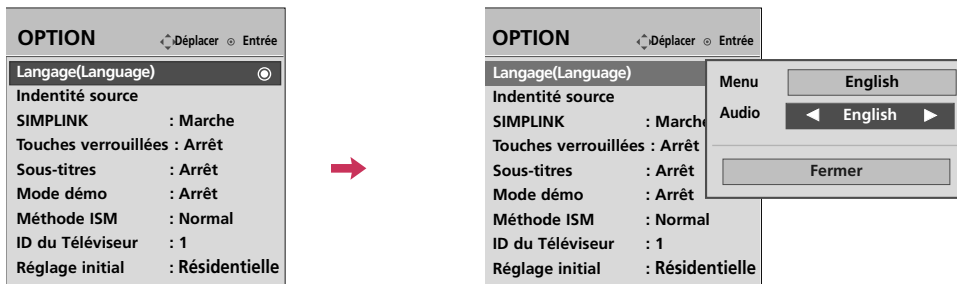 OPTION Déplacer Entrée
Langage(Language)
Indentité source
SIMPLINK : Marche
Touches verrouillées : Arrêt
Sous-titres : Arrêt
Mode démo : Arrêt
Méthode ISM : Normal
ID du Téléviseur : 1
Réglage initial : Résidentielle
OPTION Déplacer Entrée
Langage(Language)
Indentité source
SIMPLINK : Marche
Touches verrouillées : Arrêt
Sous-titres : Arrêt
Mode démo : Arrêt
Méthode ISM : Normal
ID du Téléviseur : 1
Réglage initial : Résidentielle
Menu English
Audio ◀ English ▶
Fermer